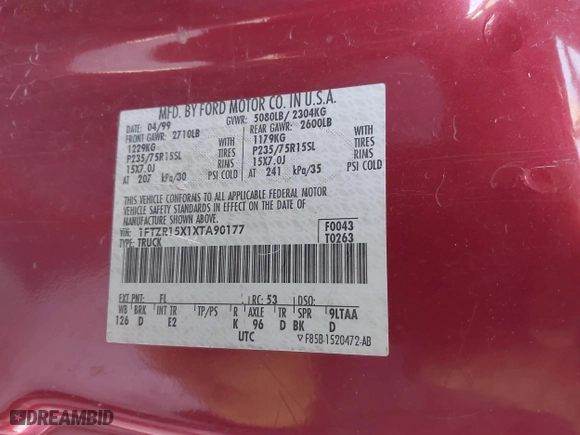 MFD. BY FORD MOTOR CO. IN U.S.A.
DATE: 04/99 GVWR: 5080LB/ 2304KG
FRONT GAWR: 2710LB REAR GAWR: 2600LB
1229KG WITH 1179KG WITH
P235/75R15SL TIRES P235/75R15SL TIRES
15X7.0J RIMS 15X7.0J RIMS
AT 207 kPa/30 PSI COLD AT 241 kPa/35 PSI COLD
THIS VEHICLE CONFORMS TO ALL APPLICABLE FEDERAL MOTOR
VEHICLE SAFETY AND THEFT PREVENTION STANDARDS IN EFFECT ON THE DATE OF MANUFACTURE SHOWN ABOVE.
VIN: 1FTZR15X1XTA90177 F0043
TYPE: TRUCK T0263
EXT PNT: FL RC: 53 DSO:
WB BRK INT TR TP/PS R AXLE TR SPR 9LTAA
126 D E2 K 96 D BK D
UTC ▽ F85B-1520472-AB
DREAMBID